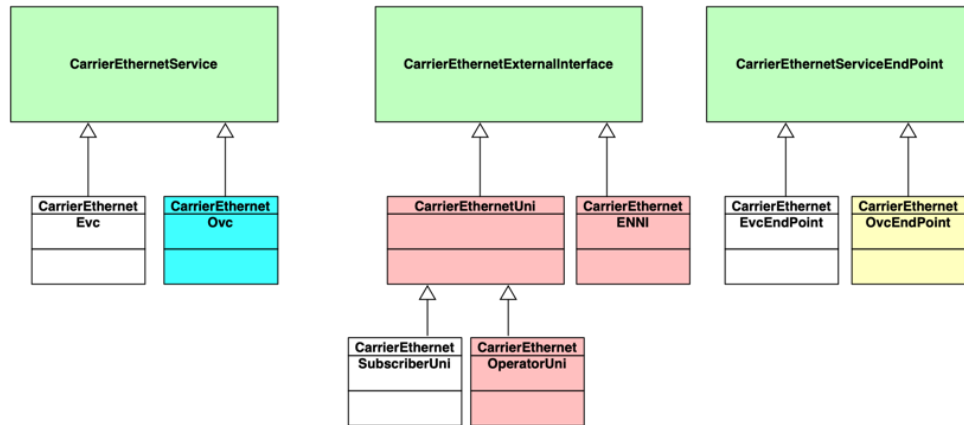 CarrierEthernetService
CarrierEthernetExternalInterface
CarrierEthernetServiceEndPoint
CarrierEthernet
Evc
CarrierEthernet
Ovc
CarrierEthernetUni
CarrierEthernet
ENNI
CarrierEthernet
EvcEndPoint
CarrierEthernet
OvcEndPoint
CarrierEthernet
SubscriberUni
CarrierEthernet
OperatorUni